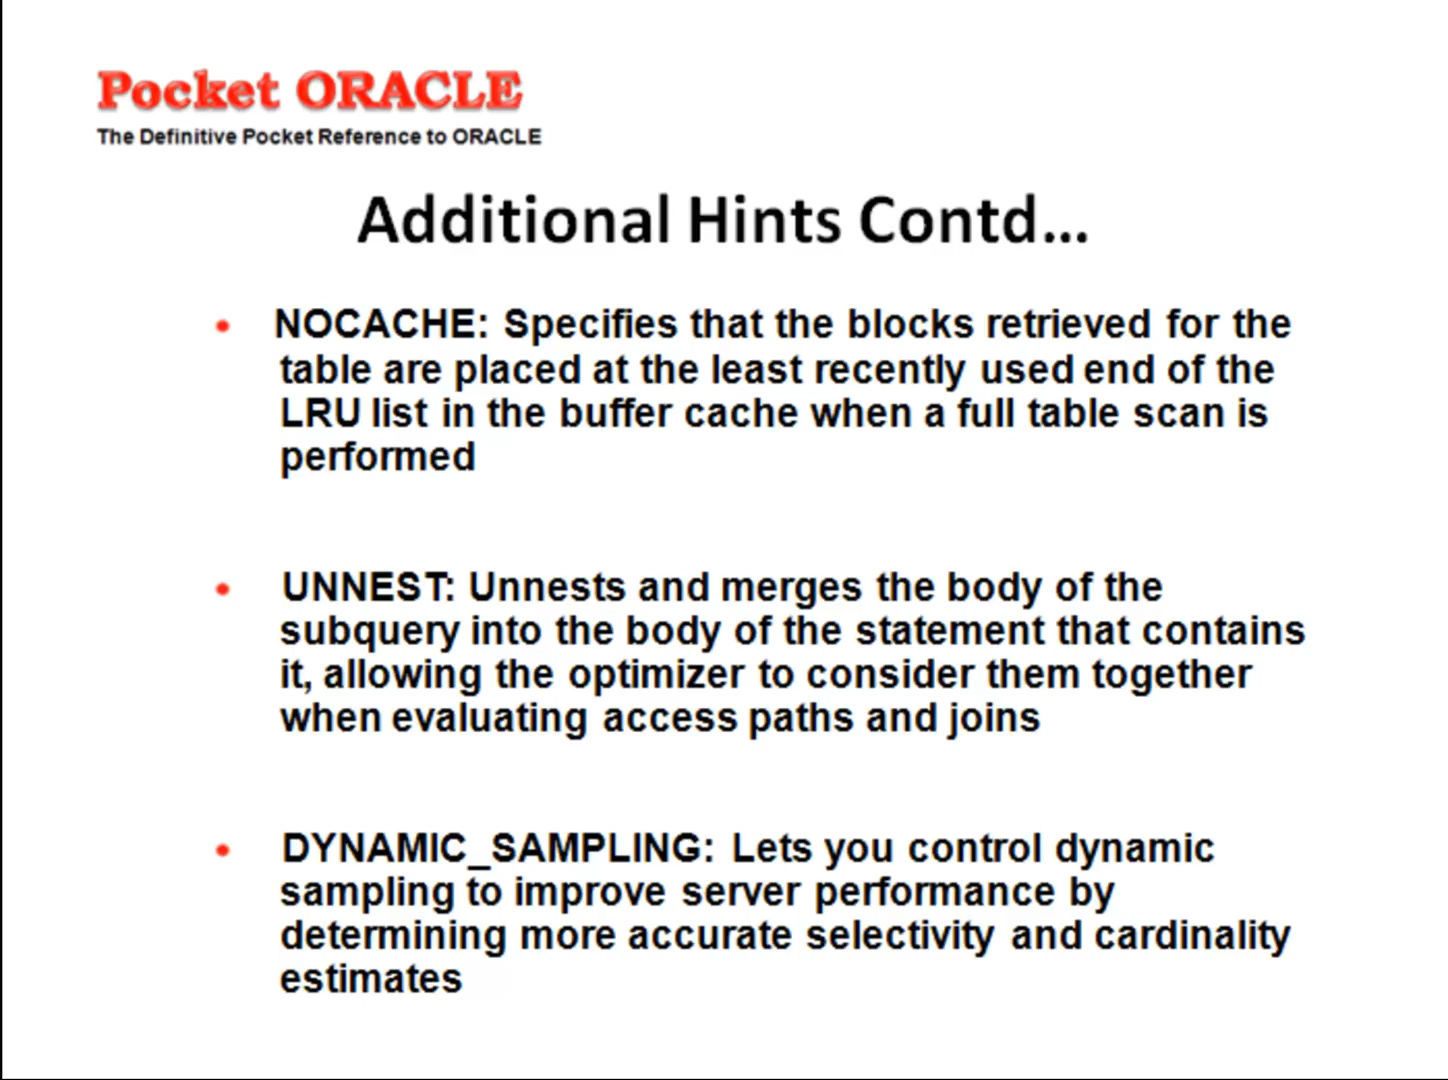 Pocket ORACLE
The Definitive Pocket Reference to ORACLE
Additional Hints Contd...
• NOCACHE: Specifies that the blocks retrieved for the
table are placed at the least recently used end of the
LRU list in the buffer cache when a full table scan is
performed
• UNNEST: Unnests and merges the body of the
subquery into the body of the statement that contains
it, allowing the optimizer to consider them together
when evaluating access paths and joins
• DYNAMIC_SAMPLING: Lets you control dynamic
sampling to improve server performance by
determining more accurate selectivity and cardinality
estimates